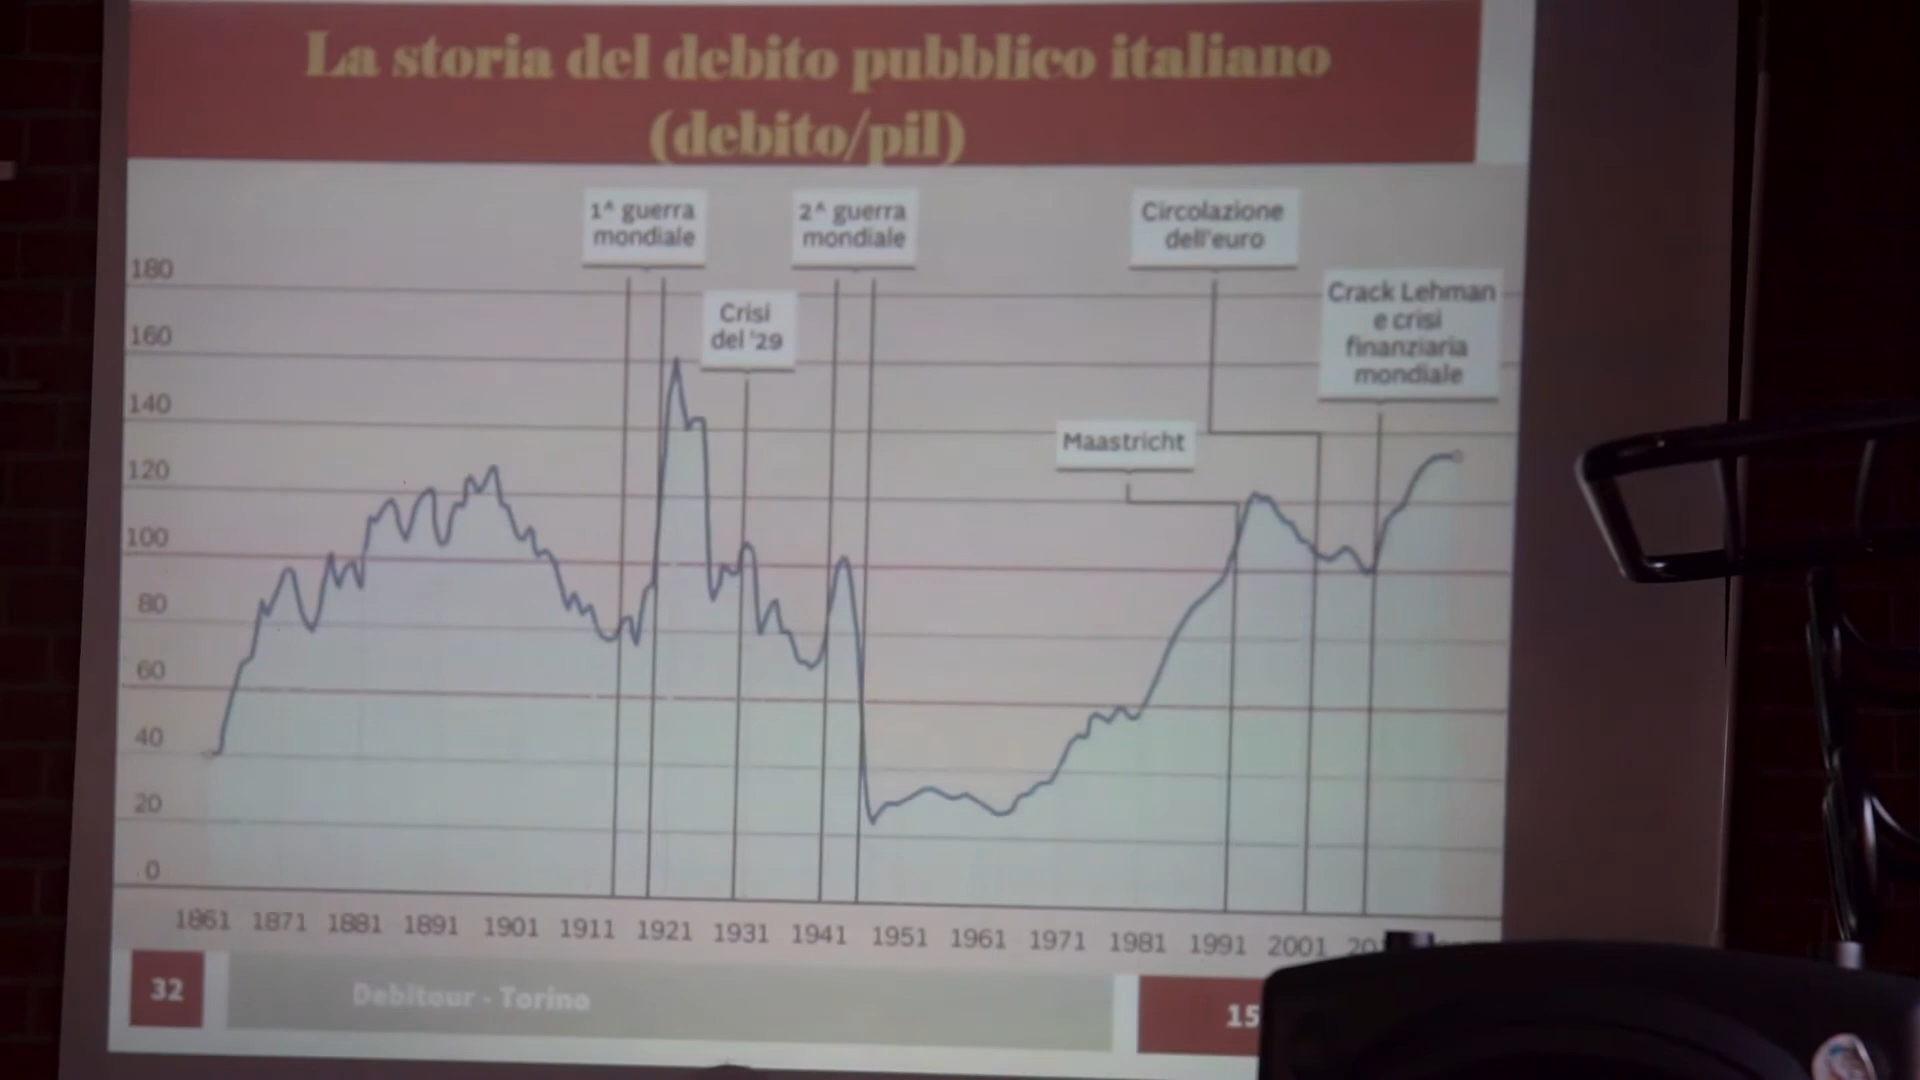 La storia del debito pubblico italiano
(debito/pil)
1^ guerra
mondiale
2^ guerra
mondiale
Circolazione
dell'euro
Crisi
del '29
Crack Lehman
e crisi
finanziaria
mondiale
Maastricht
180
160
140
120
100
80
60
40
20
0
1861 1871 1881 1891 1901 1911 1921 1931 1941 1951 1961 1971 1981 1991 2001
32
Debitour - Torino
15